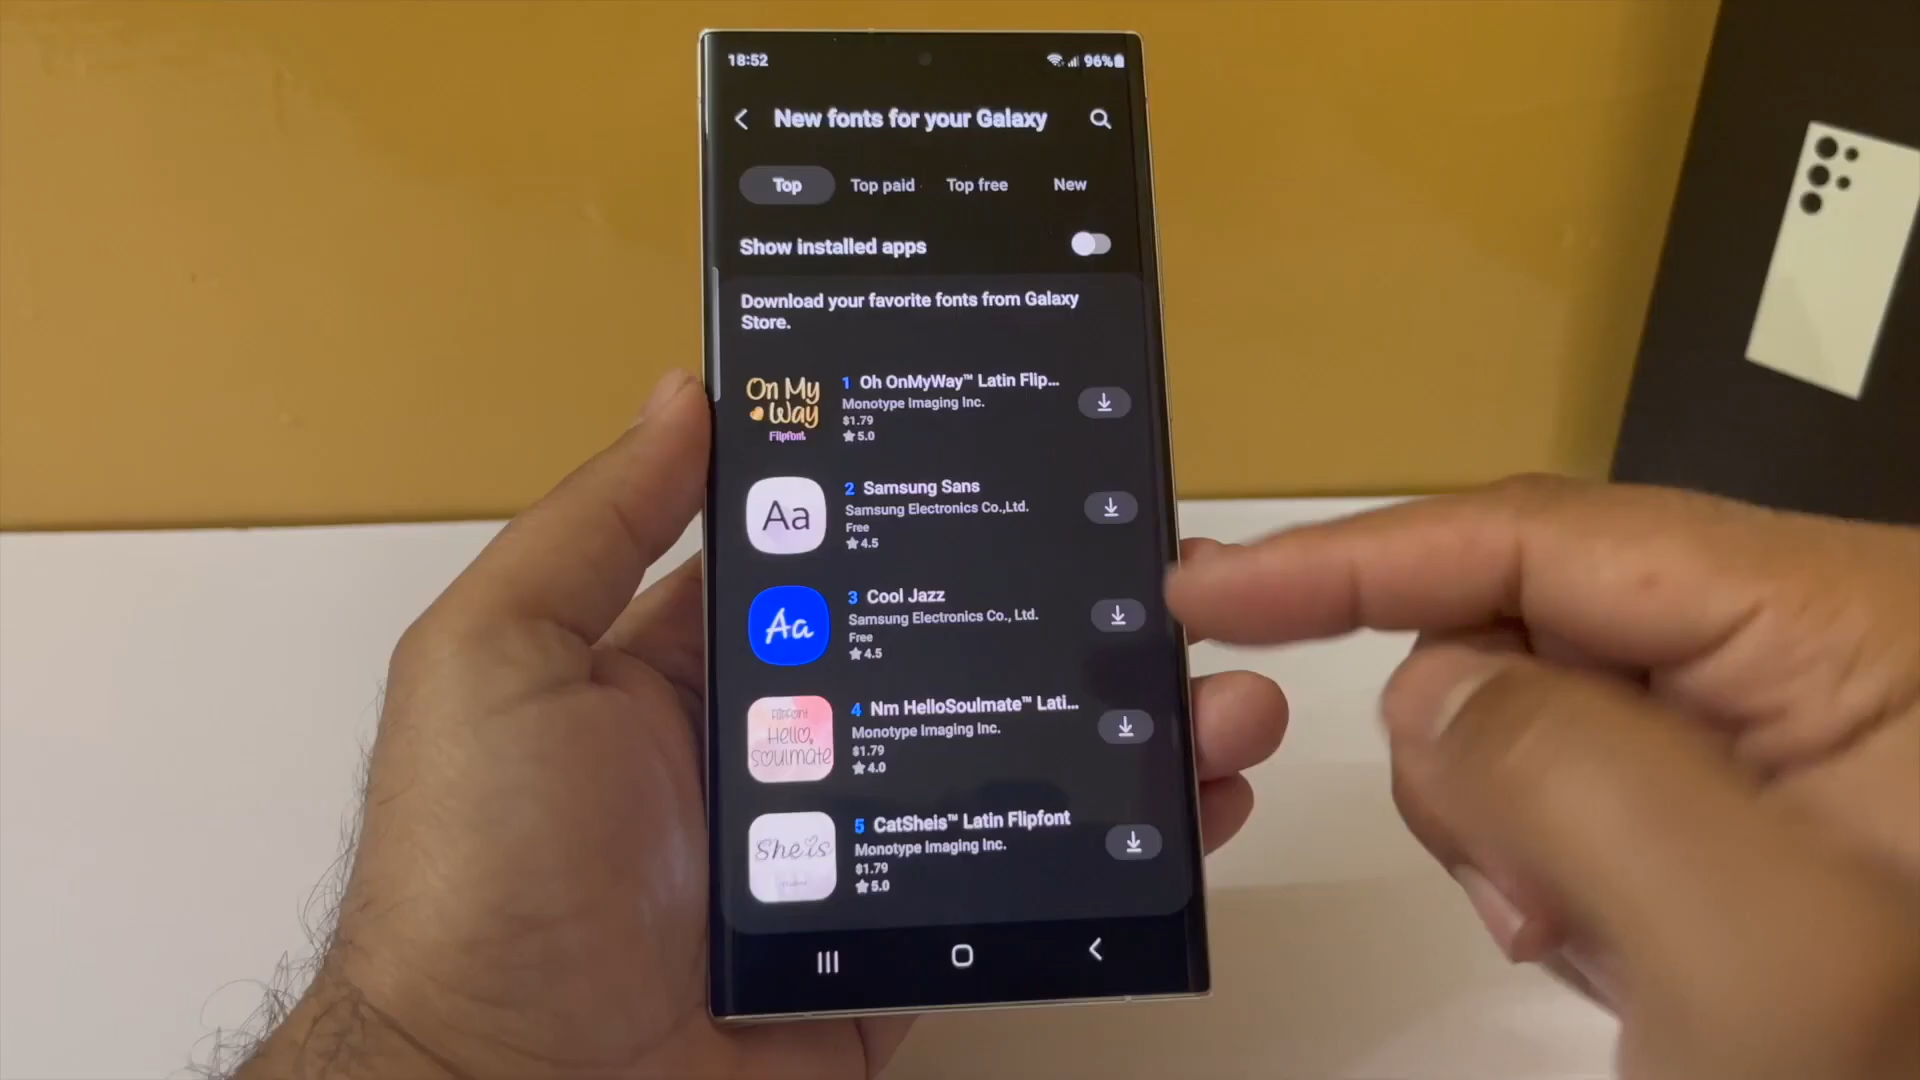 18:52
96%
New fonts for your Galaxy
Top
Top paid
Top free
New
Show installed apps
Download your favorite fonts from Galaxy
Store.
On My
Way
Flipfont
1 Oh OnMyWay™ Latin Flip...
Monotype Imaging Inc.
$1.79
5.0
Aa
2 Samsung Sans
Samsung Electronics Co.,Ltd.
Free
4.5
Aa
3 Cool Jazz
Samsung Electronics Co., Ltd.
Free
4.5
flipfont
Hello,
Soulmate
4 Nm HelloSoulmate™ Lati...
Monotype Imaging Inc.
$1.79
4.0
She is
5 CatSheis™ Latin Flipfont
Monotype Imaging Inc.
$1.79
5.0